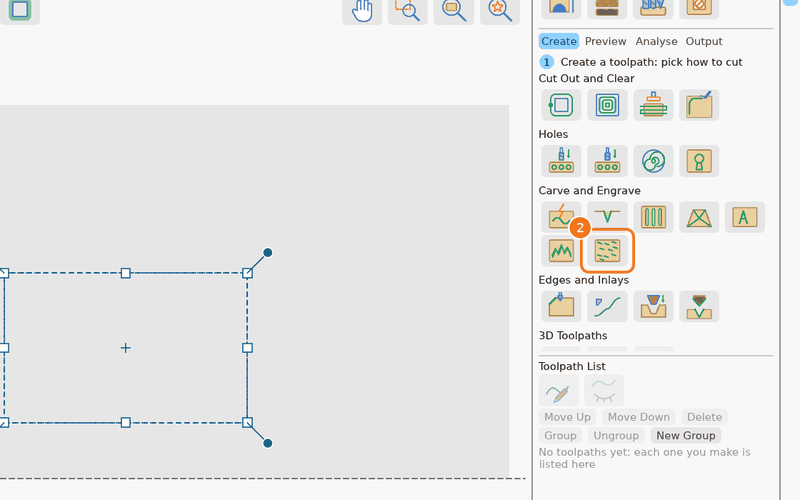 Create Preview Analyse Output
1 Create a toolpath: pick how to cut
Cut Out and Clear
Holes
Carve and Engrave
A
2
Edges and Inlays
3D Toolpaths
Toolpath List
Move Up Move Down Delete
Group Ungroup New Group
No toolpaths yet: each one you make is
listed here